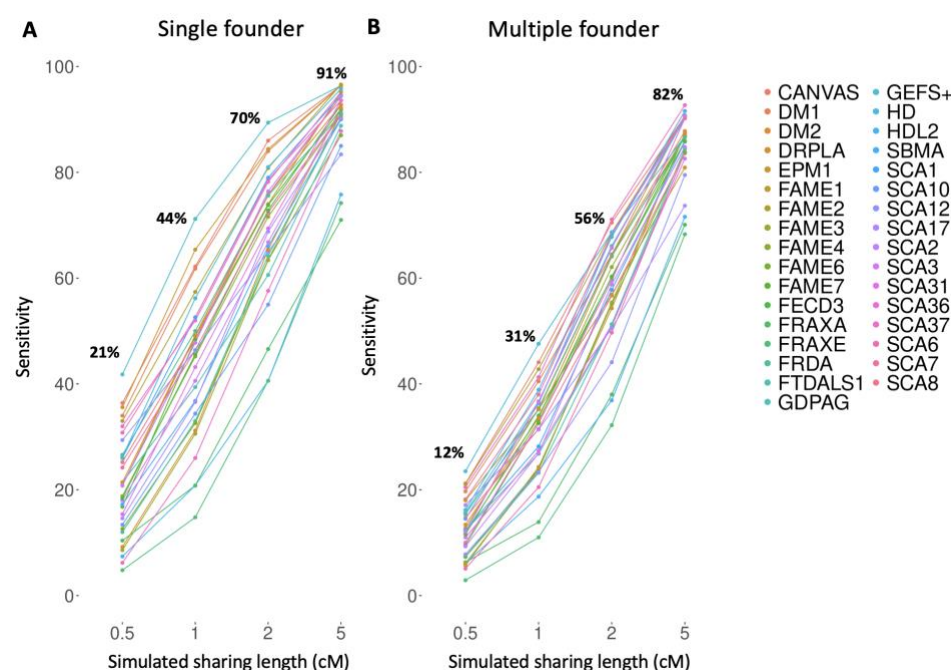 A
Single founder
B
Multiple founder
100
80
60
40
20
0
Sensitivity
21%
44%
70%
91%
0.5
1
2
5
Simulated sharing length (cM)
100
80
60
40
20
0
Sensitivity
12%
31%
56%
82%
0.5
1
2
5
Simulated sharing length (cM)
CANVAS
DM1
DM2
DRPLA
EPM1
FAME1
FAME2
FAME3
FAME4
FAME6
FAME7
FECD3
FRAXA
FRAXE
FRDA
FTDALS1
GDPAG
GEFS+
HD
HDL2
SBMA
SCA1
SCA10
SCA12
SCA17
SCA2
SCA3
SCA31
SCA36
SCA37
SCA6
SCA7
SCA8